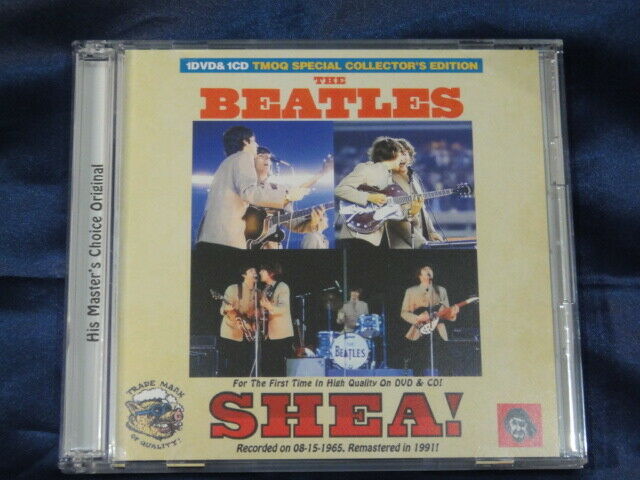 His Master's Choice Original
1DVD& 1CD TMOQ SPECIAL COLLECTOR'S EDITION
THE
BEATLES
THE
BEATLES
For The First Time In High Quality On DVD & CD!
SHEA!
Recorded on 08-15-1965. Remastered in 1991!
TRADE MARK
OF QUALITY!